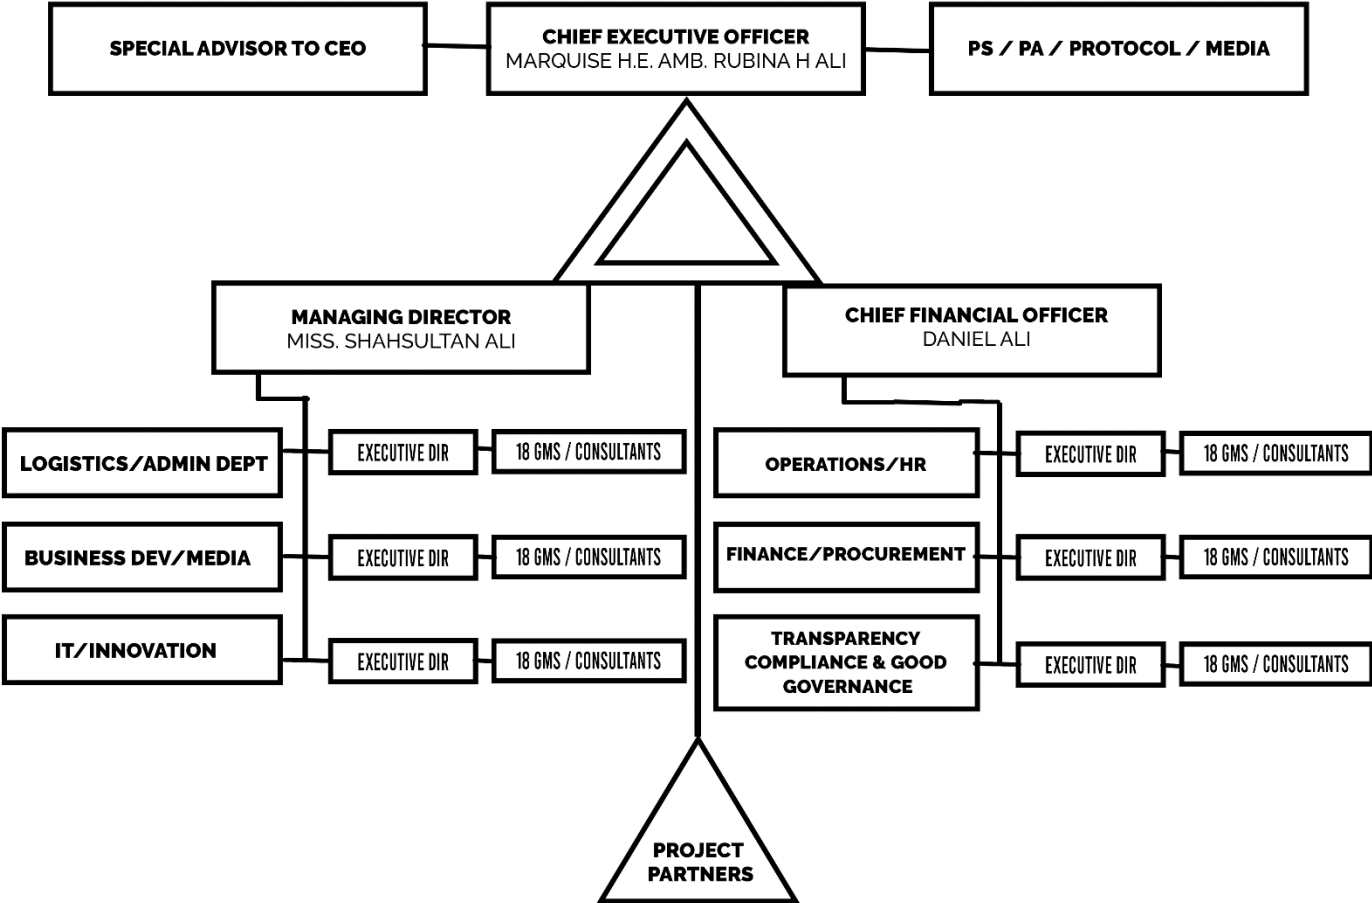 SPECIAL ADVISOR TO CEO
CHIEF EXECUTIVE OFFICER
MARQUISE H.E. AMB. RUBINA H ALI
PS / PA / PROTOCOL / MEDIA
MANAGING DIRECTOR
MISS. SHAHSULTAN ALI
CHIEF FINANCIAL OFFICER
DANIEL ALI
LOGISTICS/ADMIN DEPT
EXECUTIVE DIR
18 GMS / CONSULTANTS
BUSINESS DEV/MEDIA
EXECUTIVE DIR
18 GMS / CONSULTANTS
IT/INNOVATION
EXECUTIVE DIR
18 GMS / CONSULTANTS
OPERATIONS/HR
EXECUTIVE DIR
18 GMS / CONSULTANTS
FINANCE/PROCUREMENT
EXECUTIVE DIR
18 GMS / CONSULTANTS
TRANSPARENCY
COMPLIANCE & GOOD
GOVERNANCE
EXECUTIVE DIR
18 GMS / CONSULTANTS
PROJECT
PARTNERS